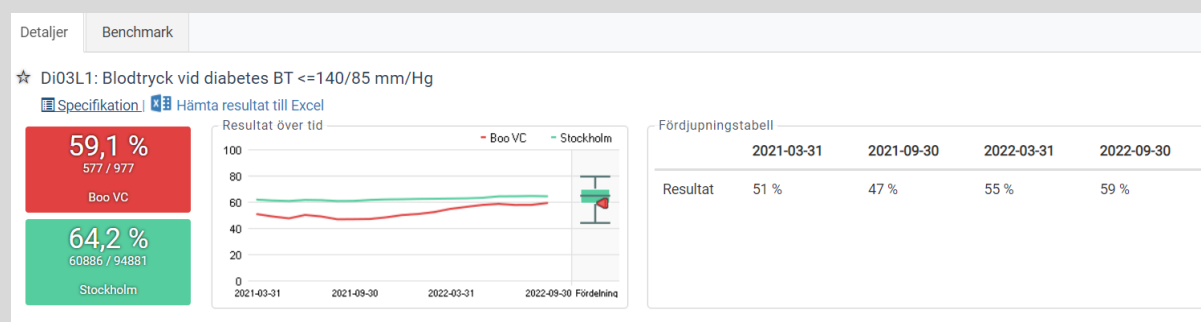 Detaljer Benchmark
Di03L1: Blodtryck vid diabetes BT <=140/85 mm/Hg
Specifikation | Hämta resultat till Excel
59,1 %
577 / 977
Boo VC
64,2 %
60886 / 94881
Stockholm
Resultat över tid
Boo VC Stockholm
100
80
60
40
20
0
2021-03-31 2021-09-30 2022-03-31 2022-09-30 Fördelning
Fördjupningstabell
2021-03-31 2021-09-30 2022-03-31 2022-09-30
Resultat 51 % 47 % 55 % 59 %